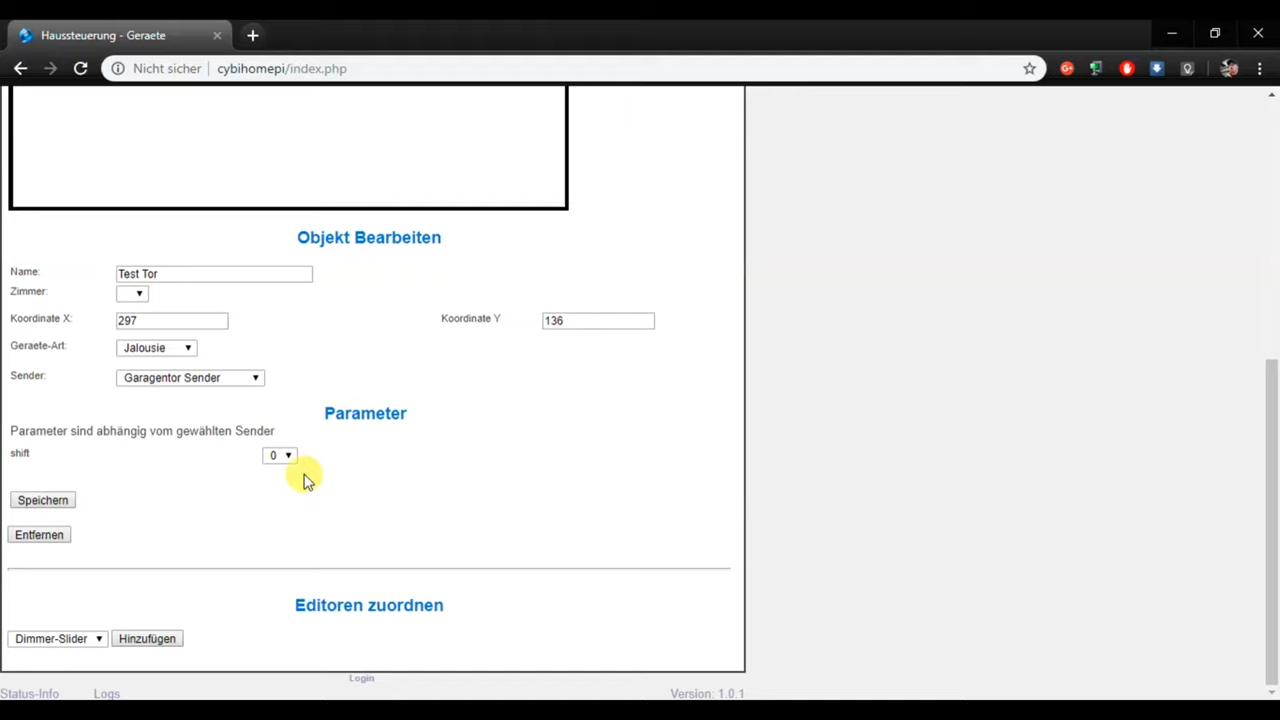 Haussteuerung - Geraete
Nicht sicher cybihomepi/index.php
Objekt Bearbeiten
Name: Test Tor
Zimmer:
Koordinate X: 297 Koordinate Y 136
Geraete-Art: Jalousie
Sender: Garagentor Sender
Parameter
Parameter sind abhängig vom gewählten Sender
shift 0
Speichern
Entfernen
Editoren zuordnen
Dimmer-Slider Hinzufügen
Login
Status-Info Logs Version: 1.0.1